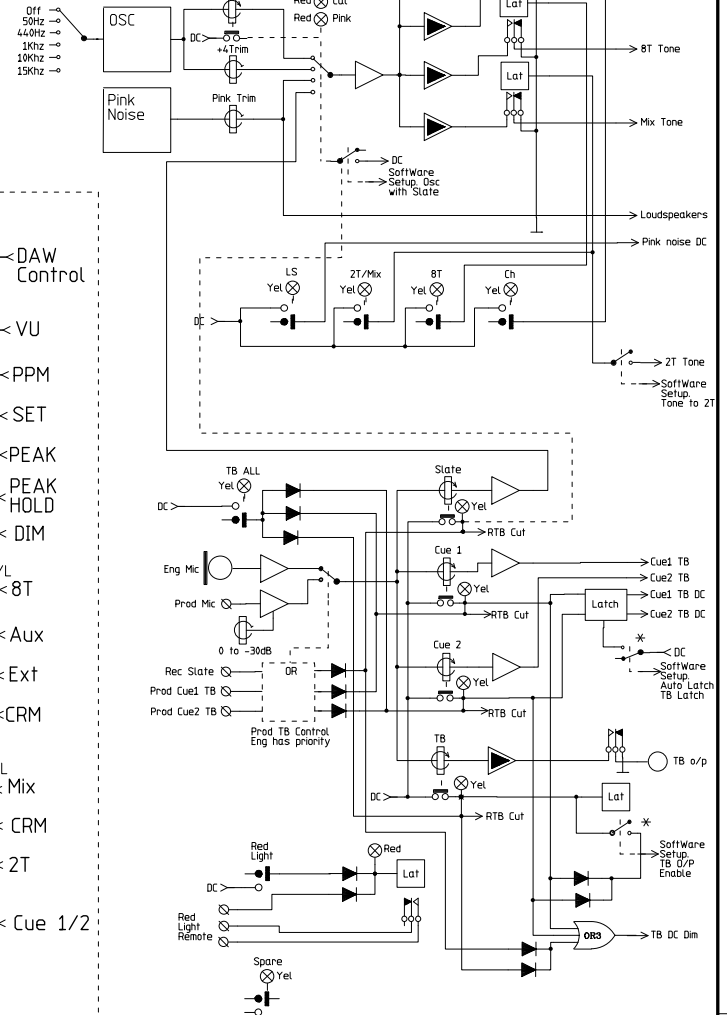 Off
50Hz
440Hz
1Khz
10Khz
15Khz
OSC
DC
+4Trim
Red
Red Pink
Lat
8T Tone
Lat
Pink
Noise
Pink Trim
Mix Tone
DC
SoftWare
Setup. Osc
with Slate
Loudspeakers
Pink noise DC
DAW
Control
VU
PPM
SET
PEAK
PEAK
HOLD
DIM
8T
Aux
Ext
CRM
Mix
CRM
2T
Cue 1/2
LS
Yel
2T/Mix
Yel
8T
Yel
Ch
Yel
DC
2T Tone
SoftWare
Setup.
Tone to 2T
TB ALL
Yel
DC
Slate
Yel
RTB Cut
Eng Mic
Prod Mic
0 to -30dB
Cue 1
Yel
RTB Cut
Cue1 TB
Cue2 TB
Cue1 TB DC
Cue2 TB DC
Latch
*
DC
SoftWare
Setup.
Auto Latch
TB Latch
Rec Slate
Prod Cue1 TB
Prod Cue2 TB
OR
Prod TB Control
Eng has priority
Cue 2
Yel
RTB Cut
TB
Yel
DC
RTB Cut
TB o/p
Lat
*
SoftWare
Setup.
TB O/P
Enable
Red
Light
DC
Red
Lat
Red
Light
Remote
OR3
TB DC Dim
Spare
Yel